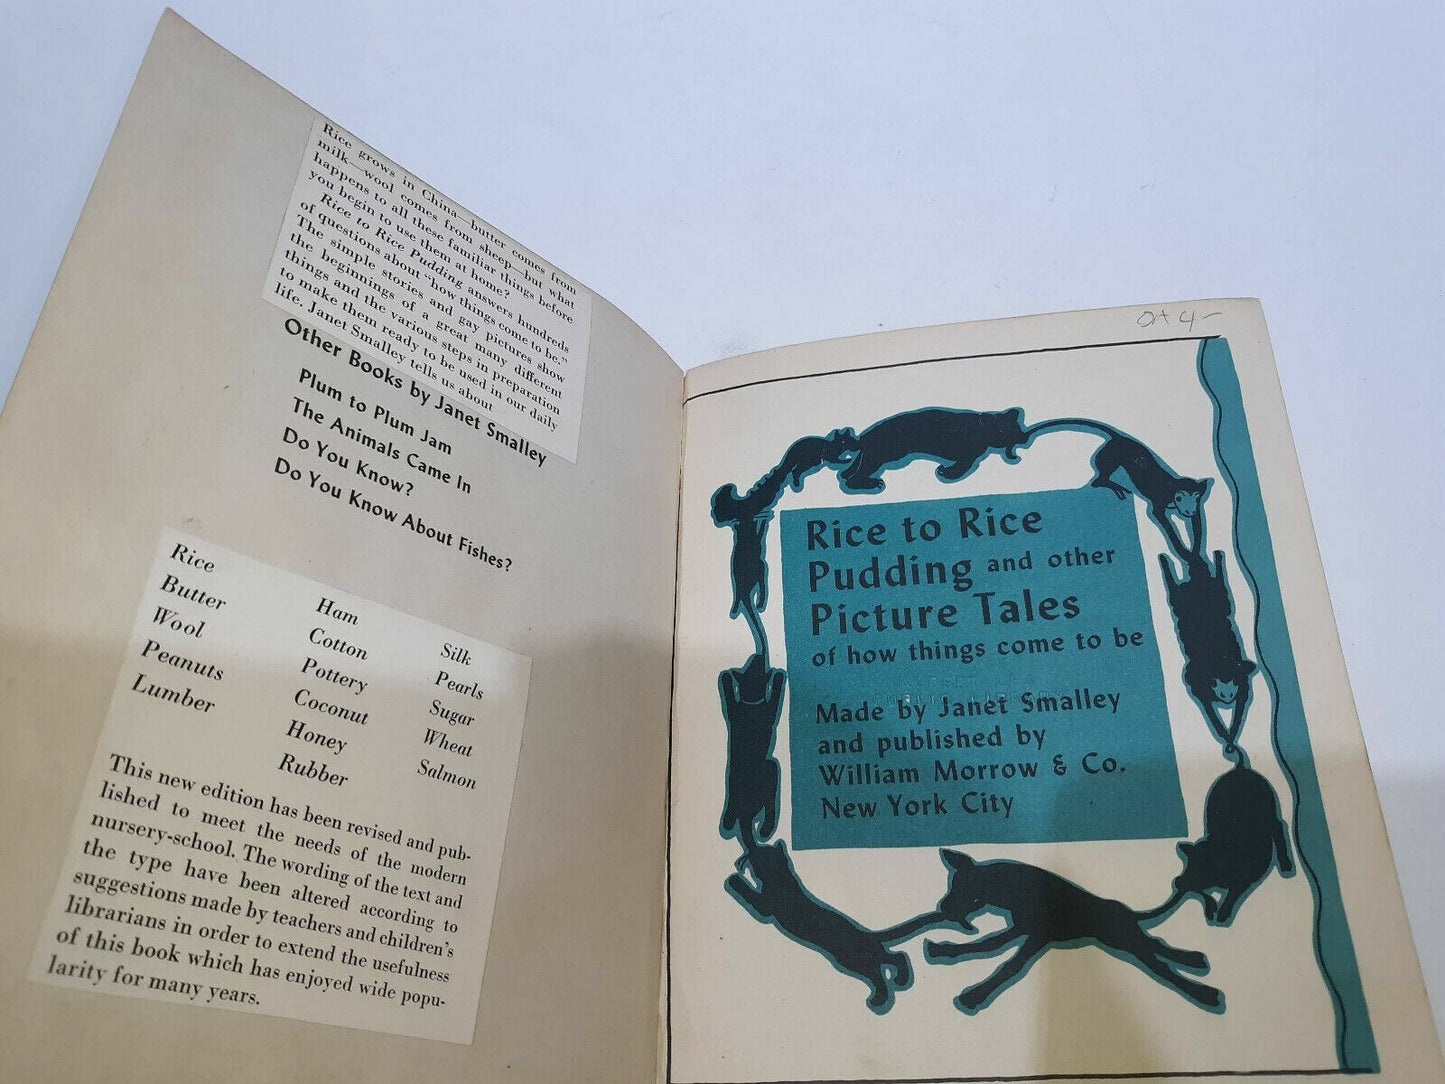 Rice grows in China—butter comes from
milk—wool comes from sheep—but what
happens to all these familiar things before
you begin to use them at home?
Rice to Rice Pudding answers hundreds
of questions about "how things come to be."
The simple stories and gay pictures show
the beginnings of a great many different
things and the various steps in preparation
to make them ready to be used in our daily
life. Janet Smalley tells us about
Other Books by Janet Smalley
Plum to Plum Jam
The Animals Came In
Do You Know?
Do You Know About Fishes?
Rice
Butter
Wool
Peanuts
Lumber
Ham
Cotton
Pottery
Coconut
Honey
Rubber
Silk
Pearls
Sugar
Wheat
Salmon
This new edition has been revised and pub-
lished to meet the needs of the modern
nursery-school. The wording of the text and
the type have been altered according to
suggestions made by teachers and children's
librarians in order to extend the usefulness
of this book which has enjoyed wide popu-
larity for many years.
Rice to Rice
Pudding and other
Picture Tales
of how things come to be
Made by Janet Smalley
and published by
William Morrow & Co.
New York City